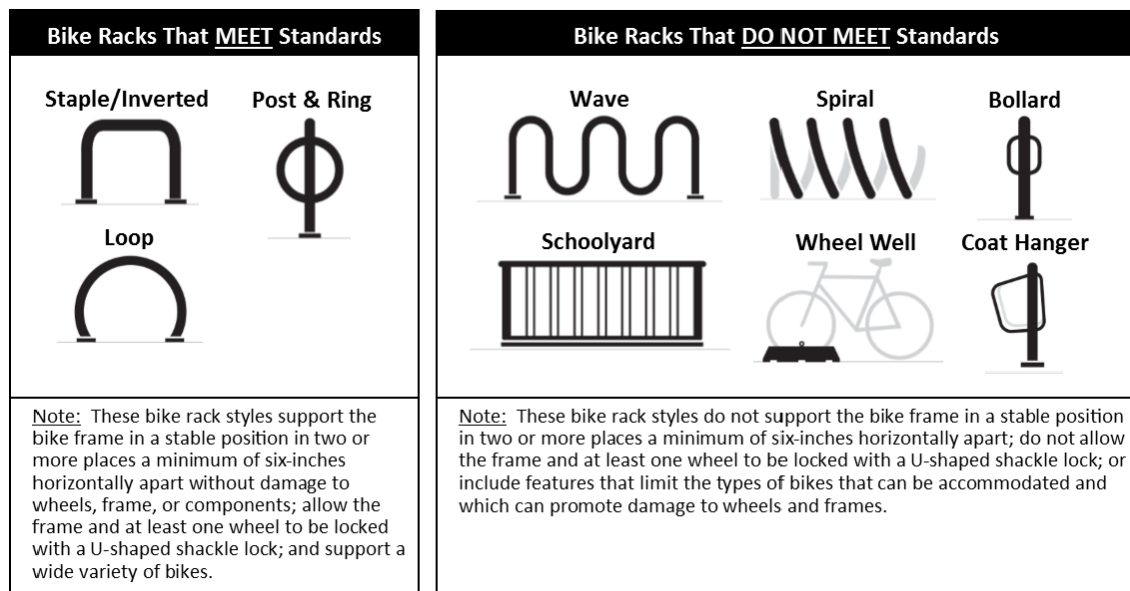 Bike Racks That MEET Standards
Staple/Inverted
Post & Ring
Loop
Note: These bike rack styles support the
bike frame in a stable position in two or
more places a minimum of six-inches
horizontally apart without damage to
wheels, frame, or components; allow the
frame and at least one wheel to be locked
with a U-shaped shackle lock; and support a
wide variety of bikes.
Bike Racks That DO NOT MEET Standards
Wave
Spiral
Bollard
Schoolyard
Wheel Well
Coat Hanger
Note: These bike rack styles do not support the bike frame in a stable position
in two or more places a minimum of six-inches horizontally apart; do not allow
the frame and at least one wheel to be locked with a U-shaped shackle lock; or
include features that limit the types of bikes that can be accommodated and
which can promote damage to wheels and frames.